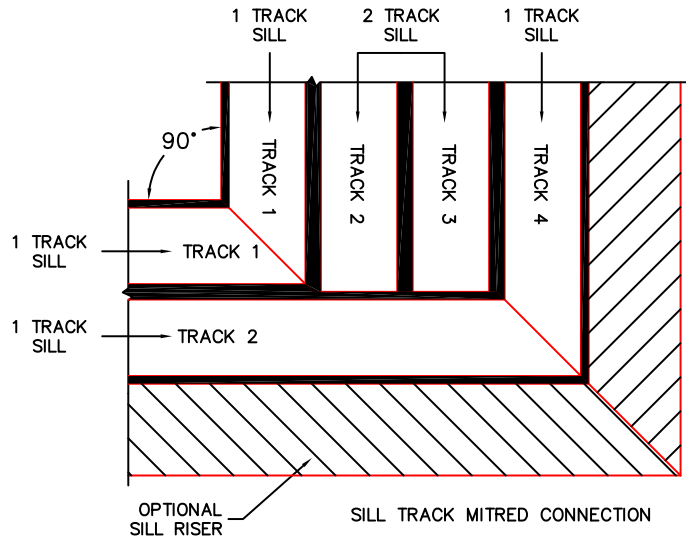 1 TRACK
SILL
2 TRACK
SILL
1 TRACK
SILL
90°
TRACK 1
TRACK 2
TRACK 3
TRACK 4
1 TRACK
SILL
TRACK 1
1 TRACK
SILL
TRACK 2
OPTIONAL
SILL RISER
SILL TRACK MITRED CONNECTION